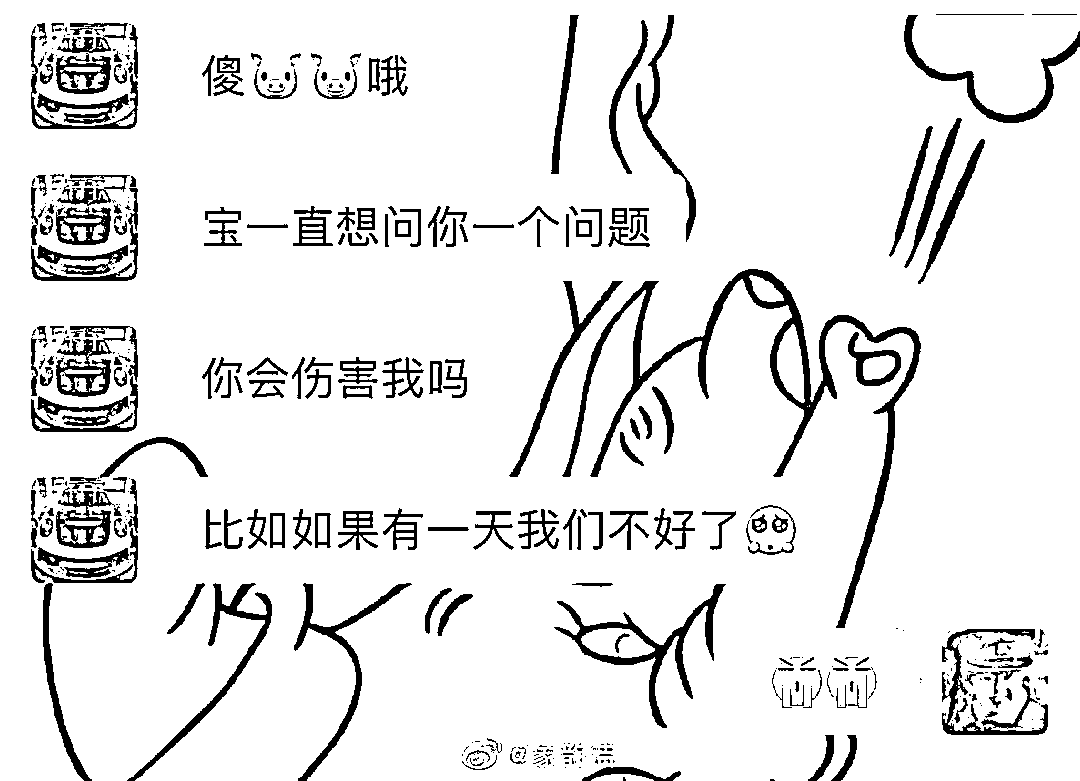 傻🐷🐷哦
宝一直想问你一个问题
你会伤害我吗
比如如果有一天我们不好了🥺